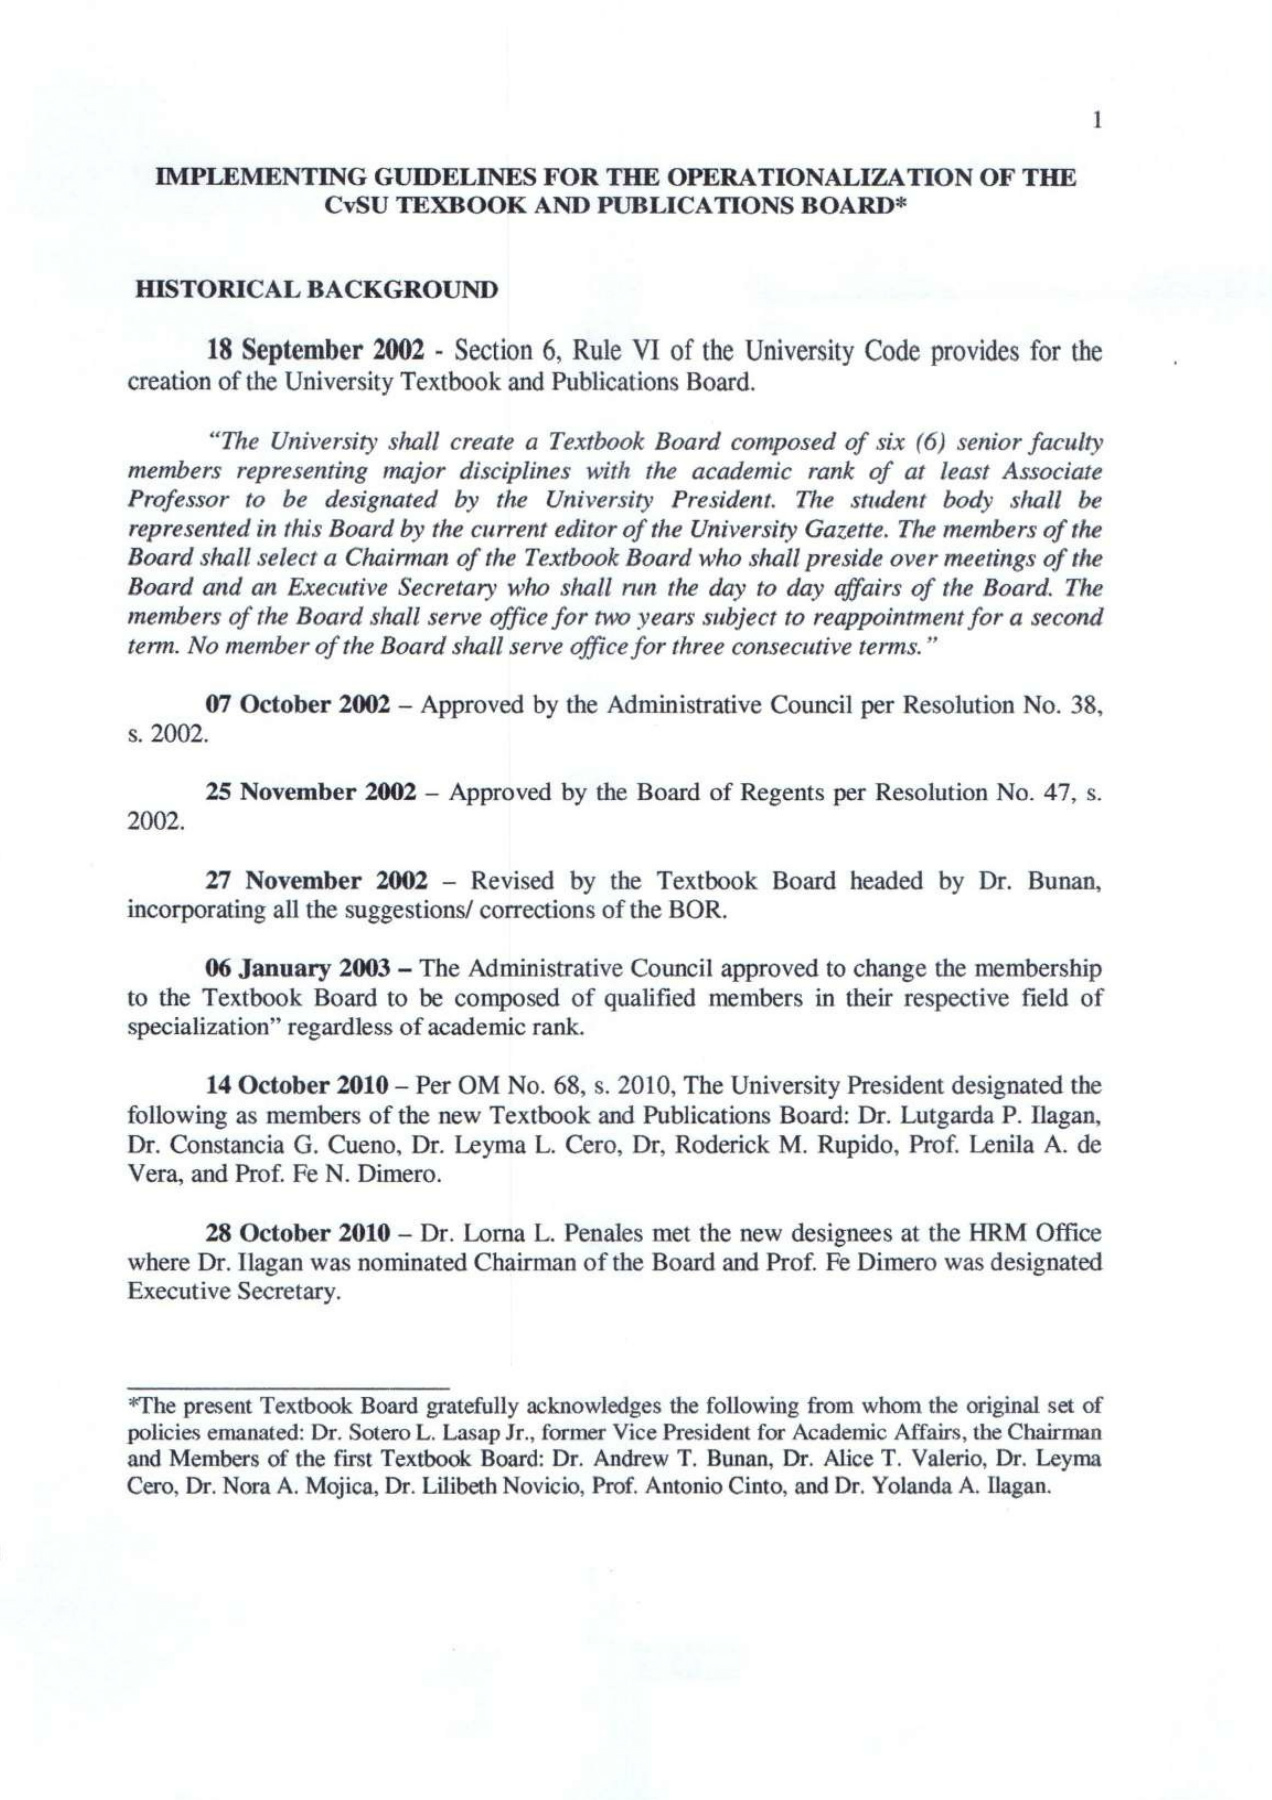 1
IMPLEMENTING GUIDELINES FOR THE OPERATIONALIZATION OF THE
CvSU TEXBOOK AND PUBLICATIONS BOARD*
HISTORICAL BACKGROUND
18 September 2002 - Section 6, Rule VI of the University Code provides for the
creation of the University Textbook and Publications Board.
“The University shall create a Textbook Board composed of six (6) senior faculty
members representing major disciplines with the academic rank of at least Associate
Professor to be designated by the University President. The student body shall be
represented in this Board by the current editor of the University Gazette. The members of the
Board shall select a Chairman of the Textbook Board who shall preside over meetings of the
Board and an Executive Secretary who shall run the day to day affairs of the Board. The
members of the Board shall serve office for two years subject to reappointment for a second
term. No member of the Board shall serve office for three consecutive terms.”
07 October 2002 – Approved by the Administrative Council per Resolution No. 38,
s. 2002.
25 November 2002 – Approved by the Board of Regents per Resolution No. 47, s.
2002.
27 November 2002 – Revised by the Textbook Board headed by Dr. Bunan,
incorporating all the suggestions/ corrections of the BOR.
06 January 2003 – The Administrative Council approved to change the membership
to the Textbook Board to be composed of qualified members in their respective field of
specialization” regardless of academic rank.
14 October 2010 – Per OM No. 68, s. 2010, The University President designated the
following as members of the new Textbook and Publications Board: Dr. Lutgarda P. Ilagan,
Dr. Constancia G. Cueno, Dr. Leyma L. Cero, Dr, Roderick M. Rupido, Prof. Lenila A. de
Vera, and Prof. Fe N. Dimero.
28 October 2010 – Dr. Lorna L. Penales met the new designees at the HRM Office
where Dr. Ilagan was nominated Chairman of the Board and Prof. Fe Dimero was designated
Executive Secretary.
*The present Textbook Board gratefully acknowledges the following from whom the original set of
policies emanated: Dr. Sotero L. Lasap Jr., former Vice President for Academic Affairs, the Chairman
and Members of the first Textbook Board: Dr. Andrew T. Bunan, Dr. Alice T. Valerio, Dr. Leyma
Cero, Dr. Nora A. Mojica, Dr. Lilibeth Novicio, Prof. Antonio Cinto, and Dr. Yolanda A. Ilagan.